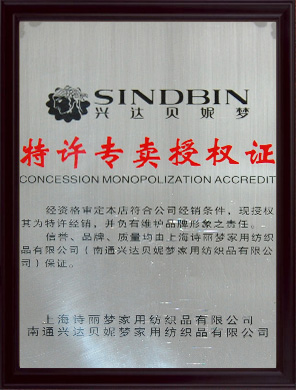 SINDBIN
兴达贝妮梦
特许专卖授权证
CONCESSION MONOPOLIZATION ACCREDIT
经资格审定本店符合公司经销条件，现授权
其为特许经销，并负有维护品牌形象之责任。
信誉、品牌、质量均由上海诗丽梦家用纺织
品有限公司（南通兴达贝妮梦家用纺织品有限公
司）保证。
上海诗丽梦家用纺织品有限公司
南通兴达贝妮梦家用纺织品有限公司